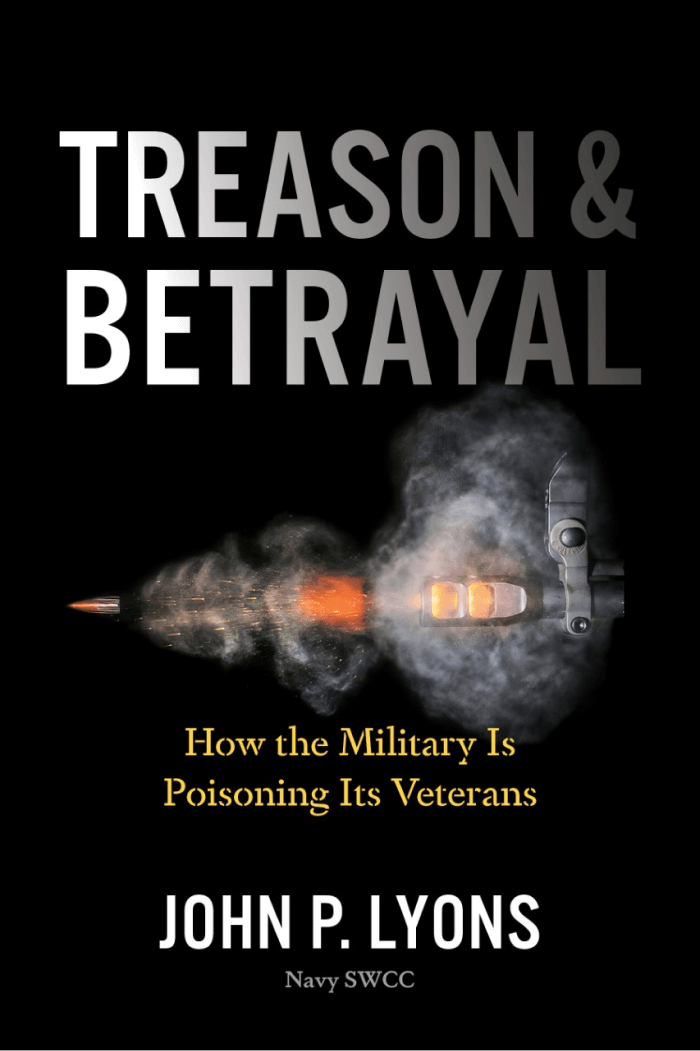 TREASON &
BETRAYAL
How the Military Is
Poisoning Its Veterans
JOHN P. LYONS
Navy SWCC